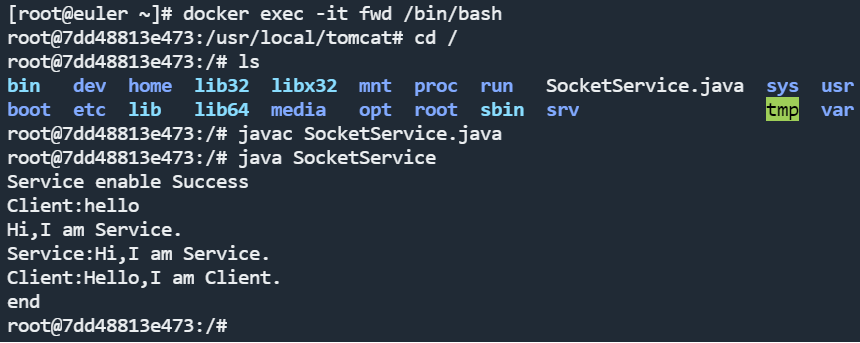 [root@euler ~]# docker exec -it fwd /bin/bash
root@7dd48813e473:/usr/local/tomcat# cd /
root@7dd48813e473:/# ls
bin   dev  home  lib32  libx32  mnt  proc  run   SocketService.java  sys  usr
boot  etc  lib   lib64  media   opt  root  sbin  srv                 tmp  var
root@7dd48813e473:/# javac SocketService.java
root@7dd48813e473:/# java SocketService
Service enable Success
Client:hello
Hi,I am Service.
Service:Hi,I am Service.
Client:Hello,I am Client.
end
root@7dd48813e473:/#